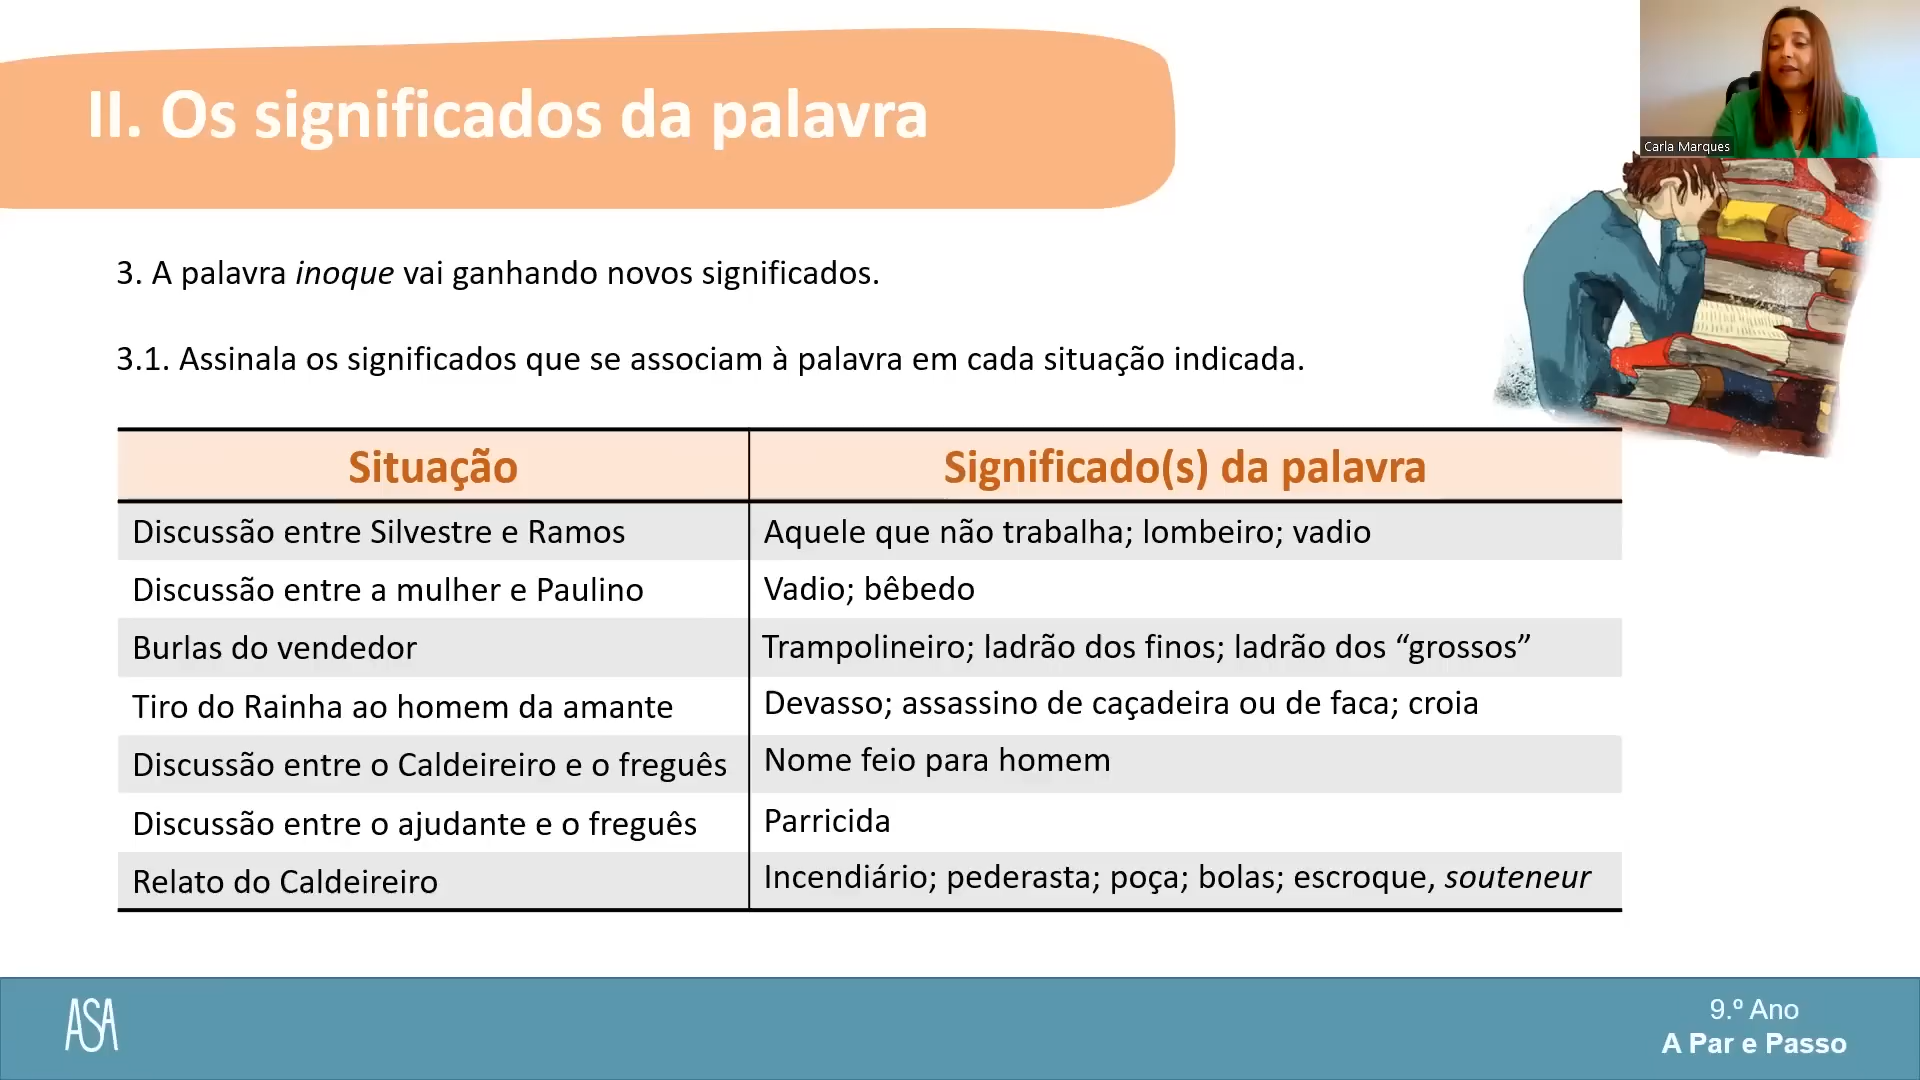 II. Os significados da palavra
Carla Marques
3. A palavra inoque vai ganhando novos significados.
3.1. Assinala os significados que se associam à palavra em cada situação indicada.
Situação
Significado(s) da palavra
Discussão entre Silvestre e Ramos
Aquele que não trabalha; lombeiro; vadio
Discussão entre a mulher e Paulino
Vadio; bêbedo
Burlas do vendedor
Trampolineiro; ladrão dos finos; ladrão dos “grossos”
Tiro do Rainha ao homem da amante
Devasso; assassino de caçadeira ou de faca; croia
Discussão entre o Caldeireiro e o freguês
Nome feio para homem
Discussão entre o ajudante e o freguês
Parricida
Relato do Caldeireiro
Incendiário; pederasta; poça; bolas; escroque, souteneur
ASA
9.º Ano
A Par e Passo